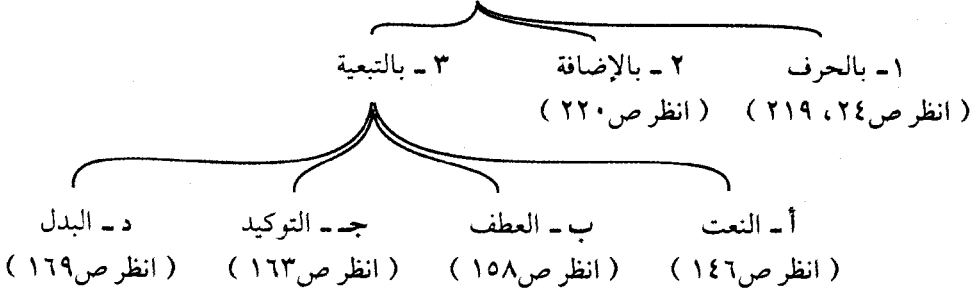 ١ـ بالحرف ٢ ـ بالإضافة ٣ ـ بالتبعية
( انظر ص٢٤، ٢١٩ ) ( انظر ص٢٢٠ )
أ ـ النعت ب ـ العطف جـ ـ التوكيد د ـ البدل
( انظر ص١٤٦ ) ( انظر ص١٥٨ ) ( انظر ص١٦٣ ) ( انظر ص١٦٩ )